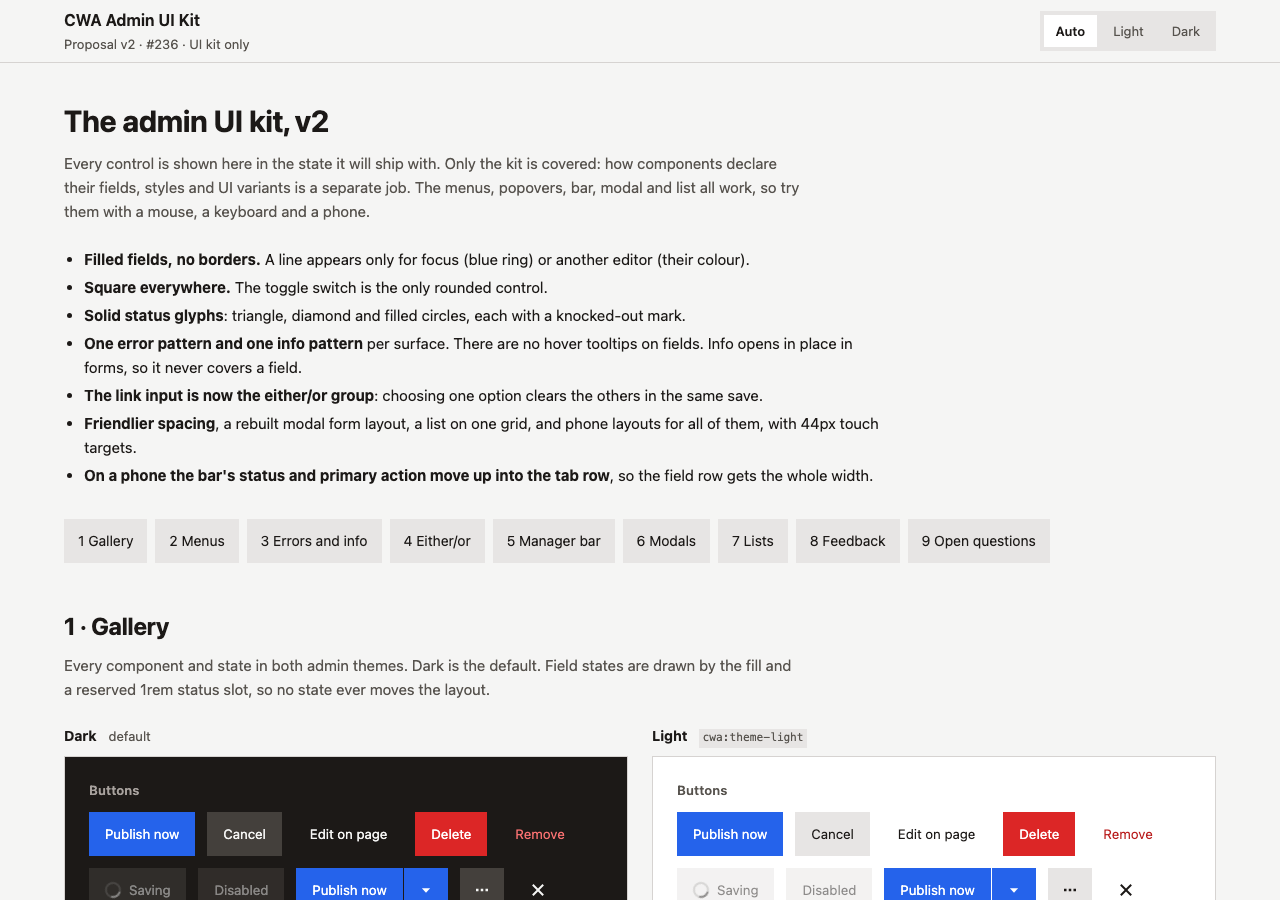 CWA Admin UI Kit
Proposal v2 · #236 · UI kit only
Auto Light Dark
The admin UI kit, v2
Every control is shown here in the state it will ship with. Only the kit is covered: how components declare
their fields, styles and UI variants is a separate job. The menus, popovers, bar, modal and list all work, so try
them with a mouse, a keyboard and a phone.
• Filled fields, no borders. A line appears only for focus (blue ring) or another editor (their colour).
• Square everywhere. The toggle switch is the only rounded control.
• Solid status glyphs: triangle, diamond and filled circles, each with a knocked-out mark.
• One error pattern and one info pattern per surface. There are no hover tooltips on fields. Info opens in place in
forms, so it never covers a field.
• The link input is now the either/or group: choosing one option clears the others in the same save.
• Friendlier spacing, a rebuilt modal form layout, a list on one grid, and phone layouts for all of them, with 44px touch
targets.
• On a phone the bar's status and primary action move up into the tab row, so the field row gets the whole width.
1 Gallery 2 Menus 3 Errors and info 4 Either/or 5 Manager bar 6 Modals 7 Lists 8 Feedback 9 Open questions
1 · Gallery
Every component and state in both admin themes. Dark is the default. Field states are drawn by the fill and
a reserved 1rem status slot, so no state ever moves the layout.
Dark default
Light cwa:theme-light
Buttons
Publish now Cancel Edit on page Delete Remove
Saving Disabled Publish now
Buttons
Publish now Cancel Edit on page Delete Remove
Saving Disabled Publish now